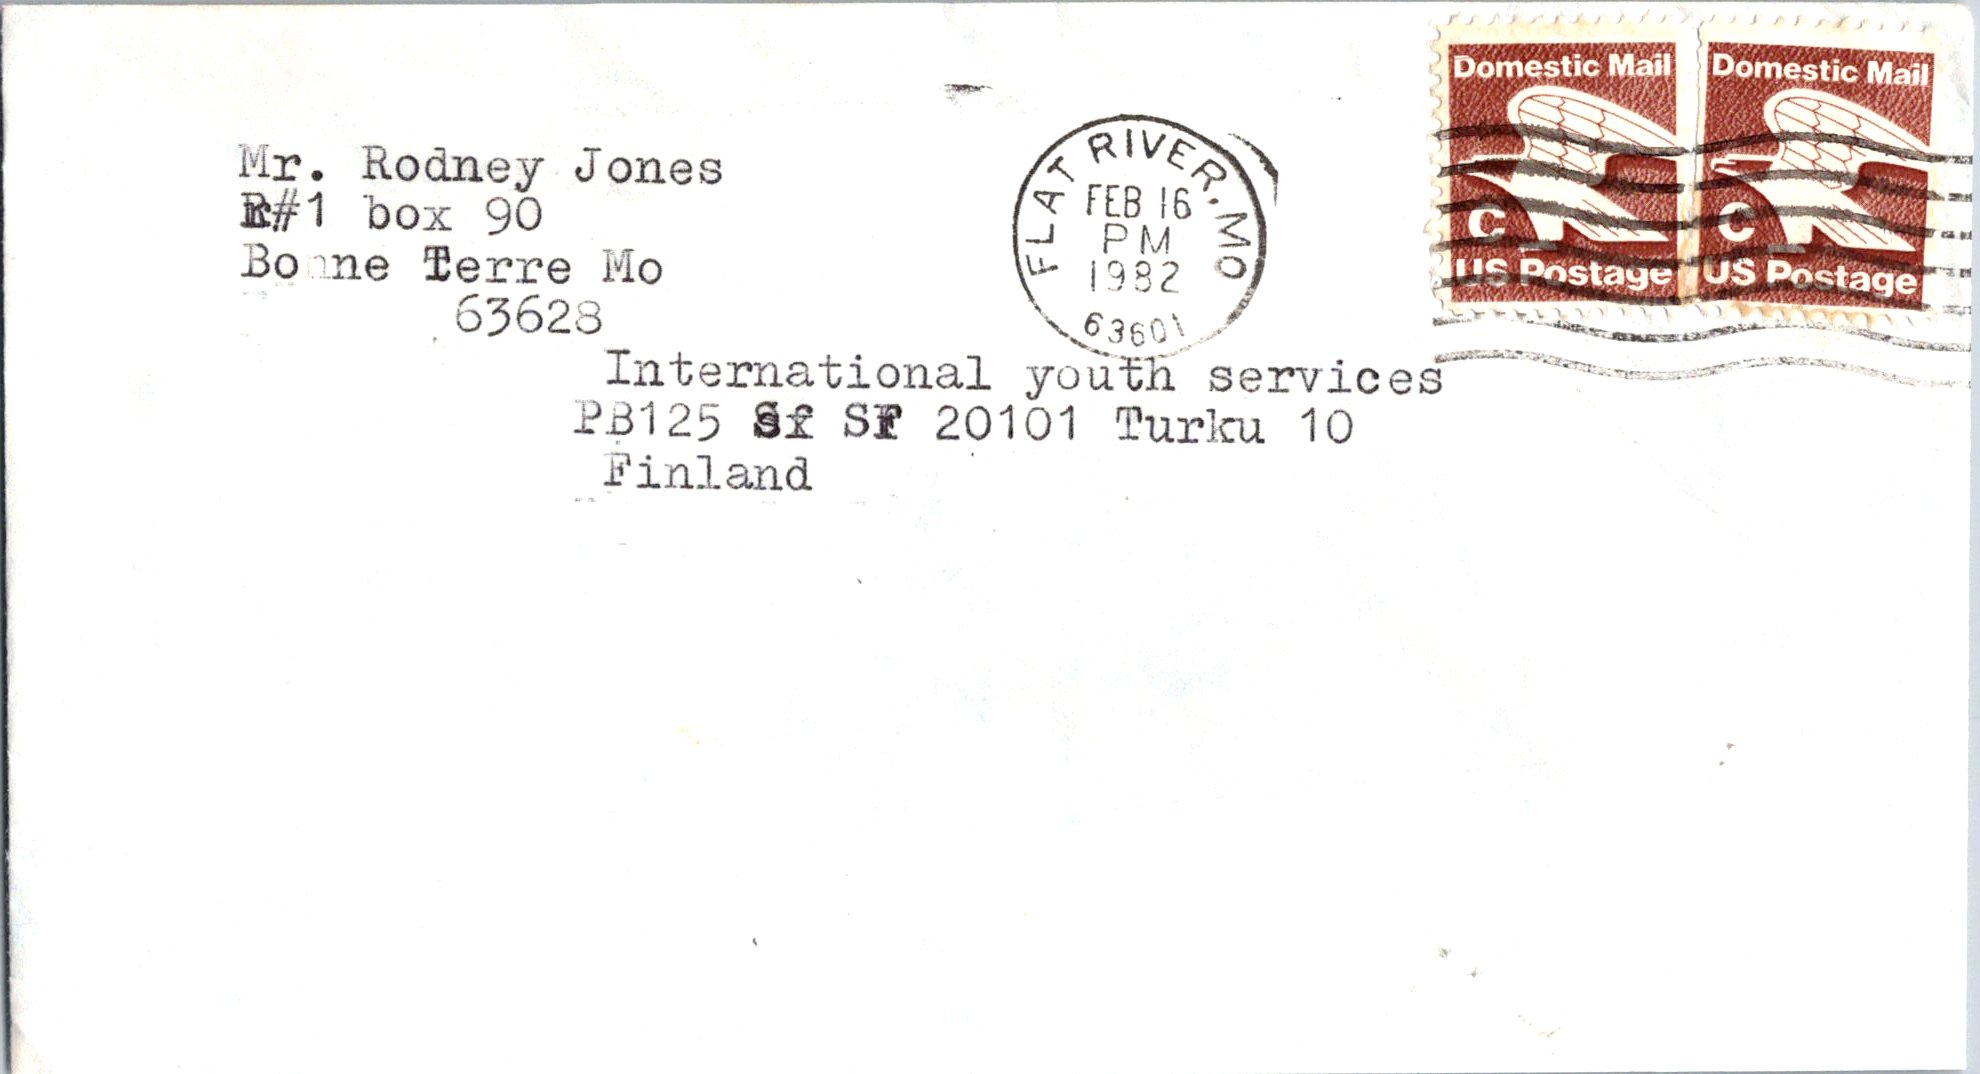 Mr. Rodney Jones
R#1 box 90
Bonne Terre Mo
63628
International youth services
PB125 Sf SF 20101 Turku 10
Finland
FLAT RIVER, MO
FEB 16
PM
1982
63601
Domestic Mail
C
US Postage
Domestic Mail
C
US Postage